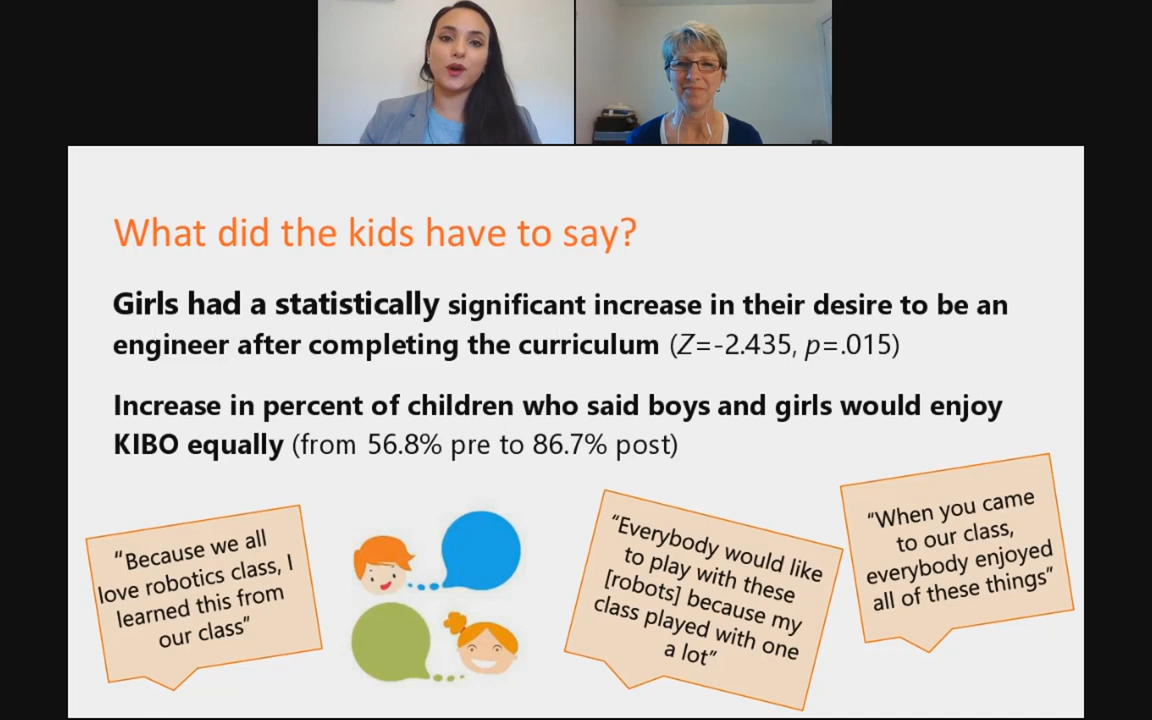 What did the kids have to say?
Girls had a statistically significant increase in their desire to be an
engineer after completing the curriculum (Z=-2.435, p=.015)
Increase in percent of children who said boys and girls would enjoy
KIBO equally (from 56.8% pre to 86.7% post)
“Because we all
love robotics class, I
learned this from
our class”
“Everybody would like
to play with these
[robots] because my
class played with one
a lot”
“When you came
to our class,
everybody enjoyed
all of these things”